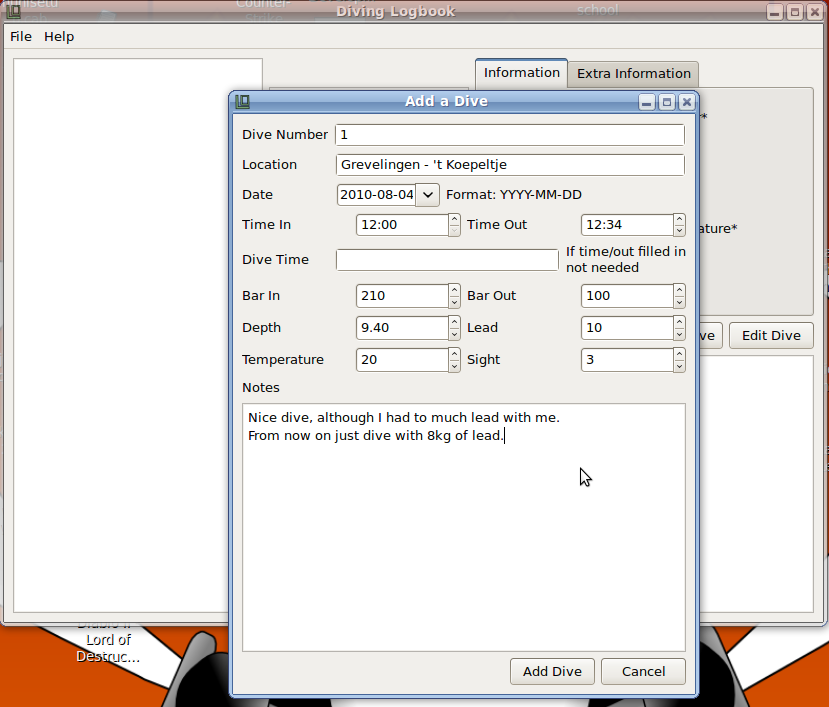 Counter-
school
Diving Logbook
File Help
Information Extra Information
Add a Dive
Dive Number 1
Location Grevelingen - 't Koepeltje
Date 2010-08-04 Format: YYYY-MM-DD
Time In 12:00 Time Out 12:34
Dive Time If time/out filled in
not needed
Bar In 210 Bar Out 100
Depth 9.40 Lead 10
Edit Dive
Temperature 20 Sight 3
Notes
Nice dive, although I had to much lead with me.
From now on just dive with 8kg of lead.
Lord of
Destruc...
Add Dive Cancel